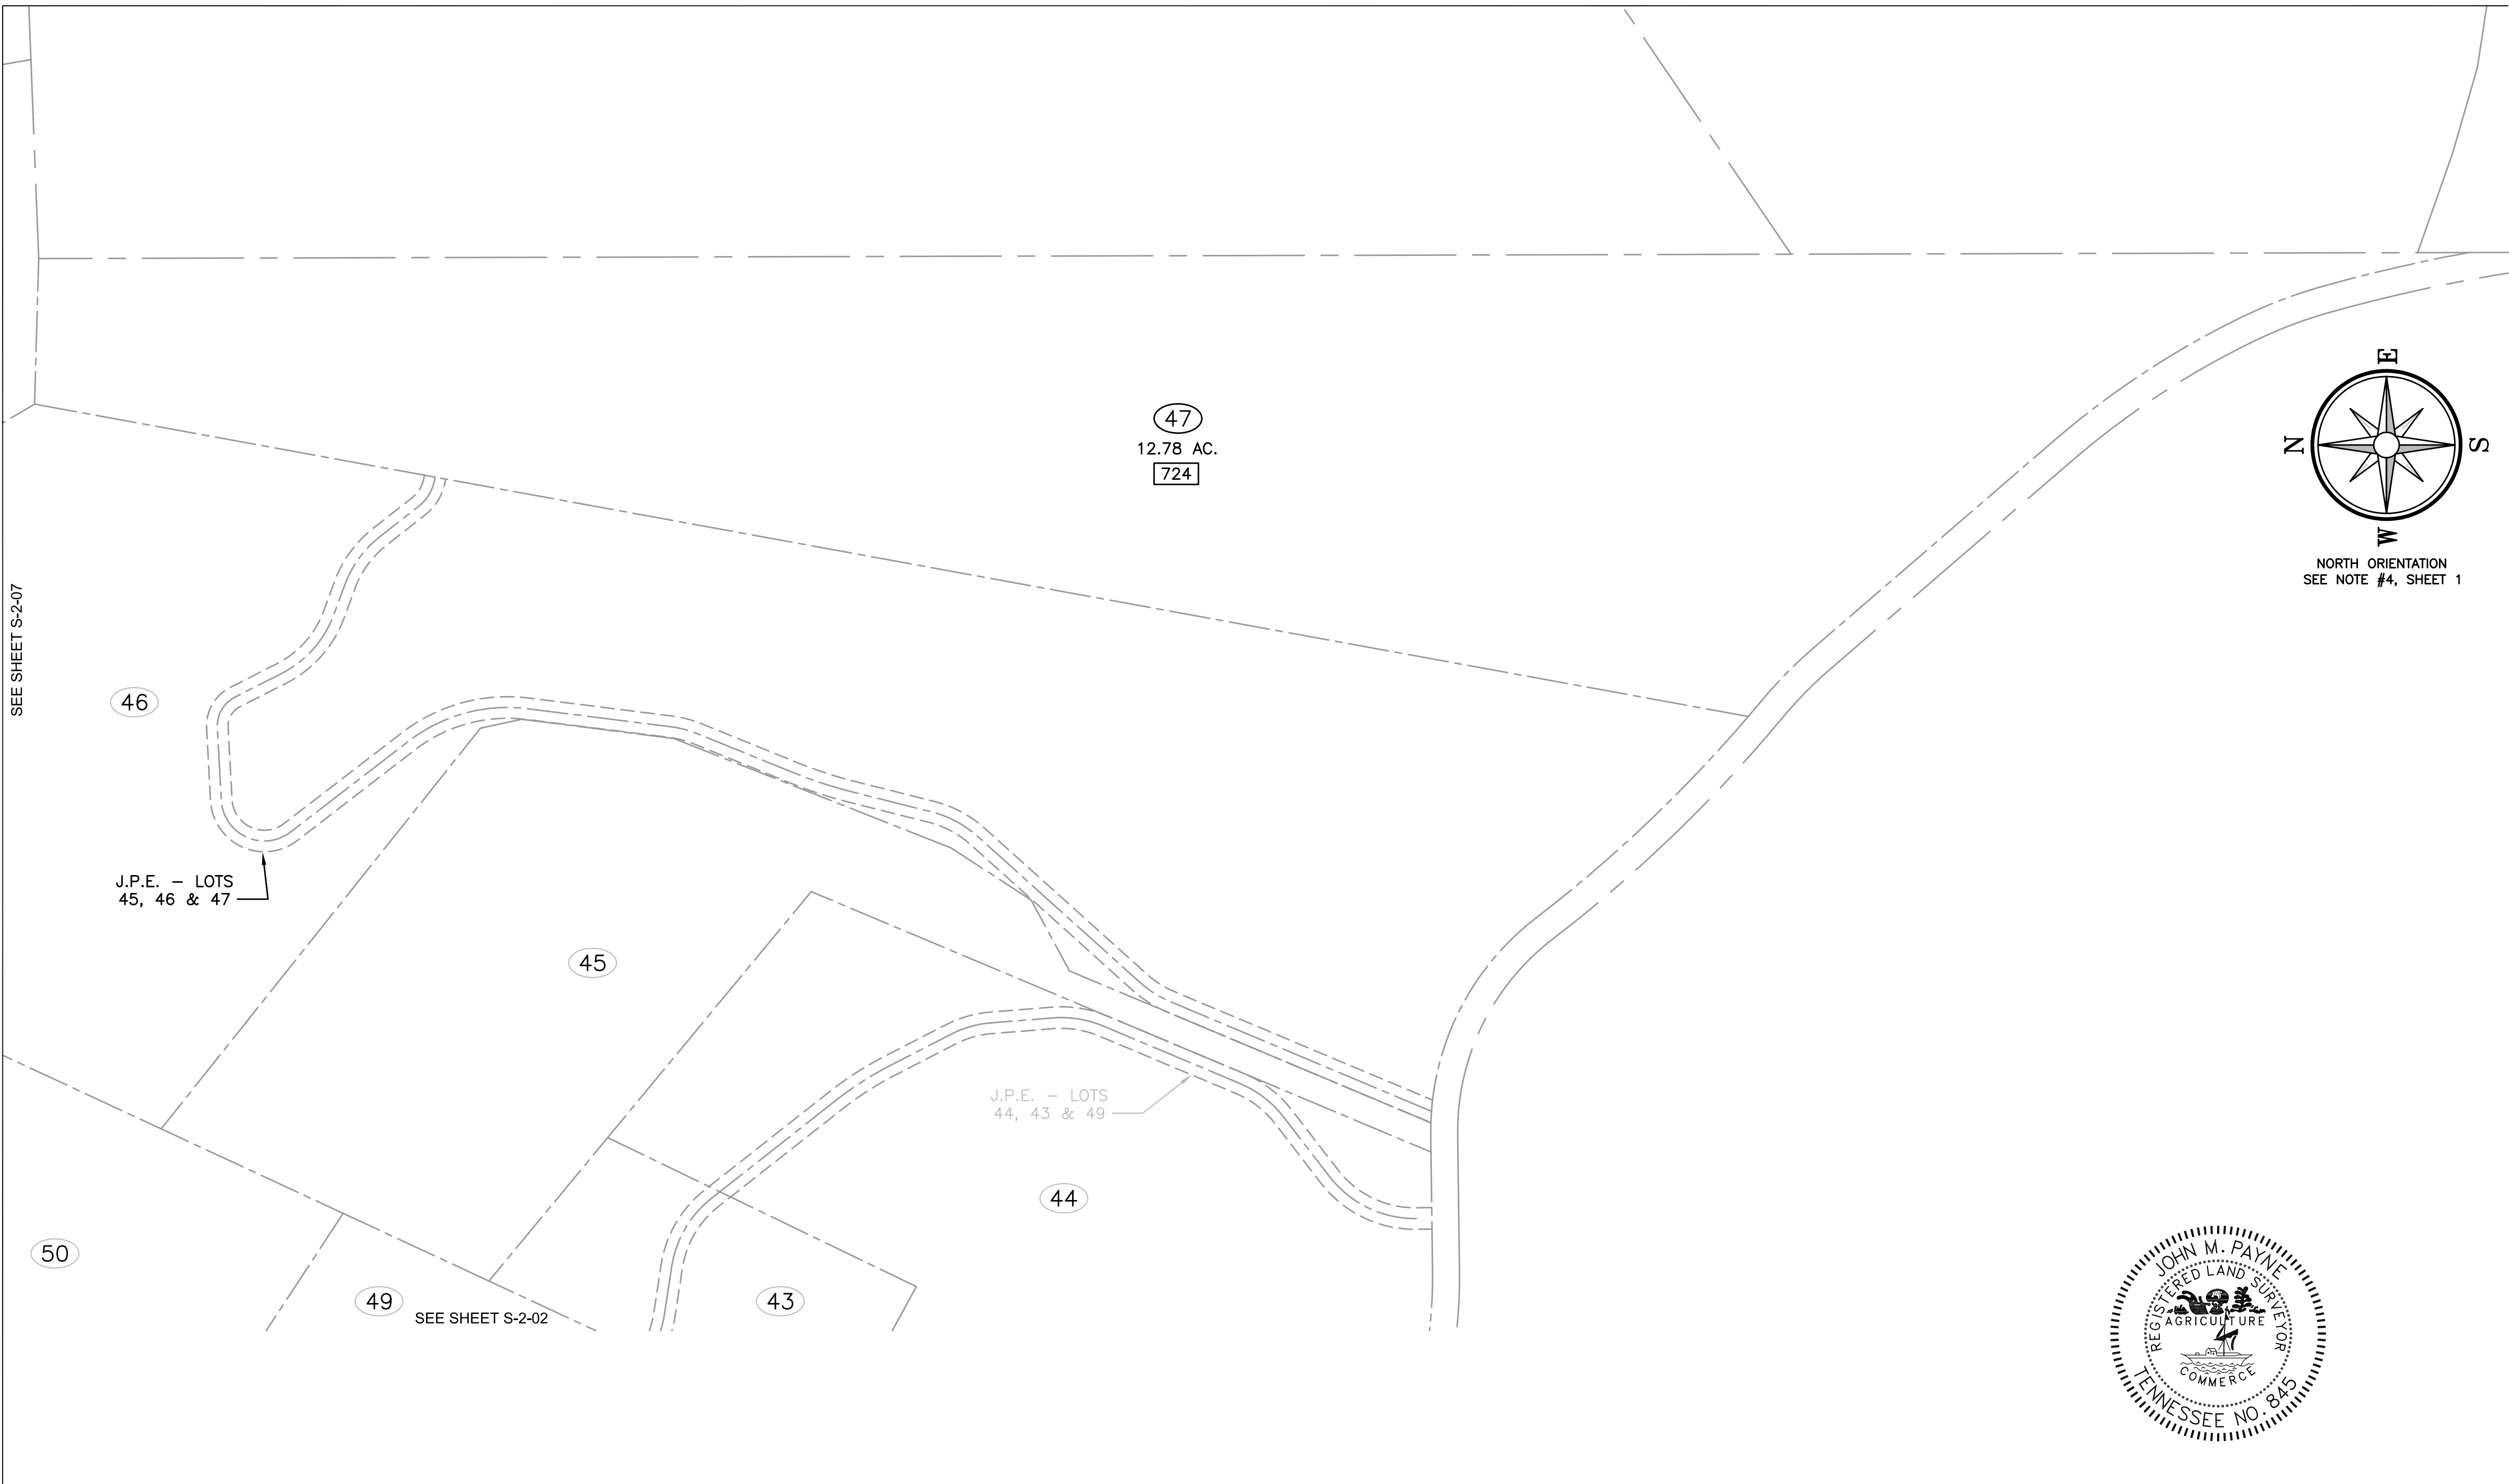 47
12.78 AC.
724
E
N
S
W
NORTH ORIENTATION
SEE NOTE #4, SHEET 1
SEE SHEET S-2-07
46
J.P.E. — LOTS
45, 46 & 47
45
J.P.E. — LOTS
44, 43 & 49
44
50
49
43
SEE SHEET S-2-02
JOHN M. PAYNE
REGISTERED LAND SURVEYOR
AGRICULTURE
COMMERCE
TENNESSEE NO. 845